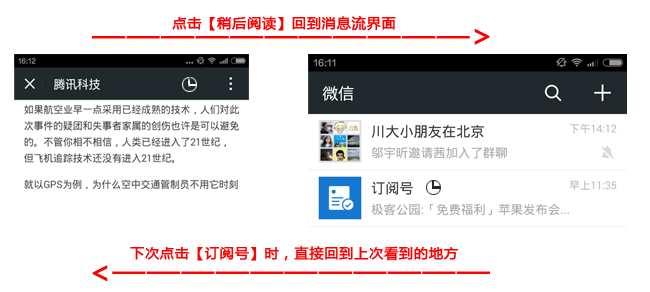 点击【稍后阅读】回到消息流界面
16:12
腾讯科技
如果航空业早一点采用已经成熟的技术，人们对此
次事件的疑团和失事者家属的创伤也许是可以避免
的。不管你相不相信，人类已经进入了21世纪，
但飞机追踪技术还没有进入21世纪。
就以GPS为例，为什么空中交通管制员不用它时刻
16:11
微信
川大小朋友在北京
下午14:12
邬宇昕邀请茜加入了群聊
订阅号
早上11:35
极客公园:「免费福利」苹果发布会...
下次点击【订阅号】时，直接回到上次看到的地方